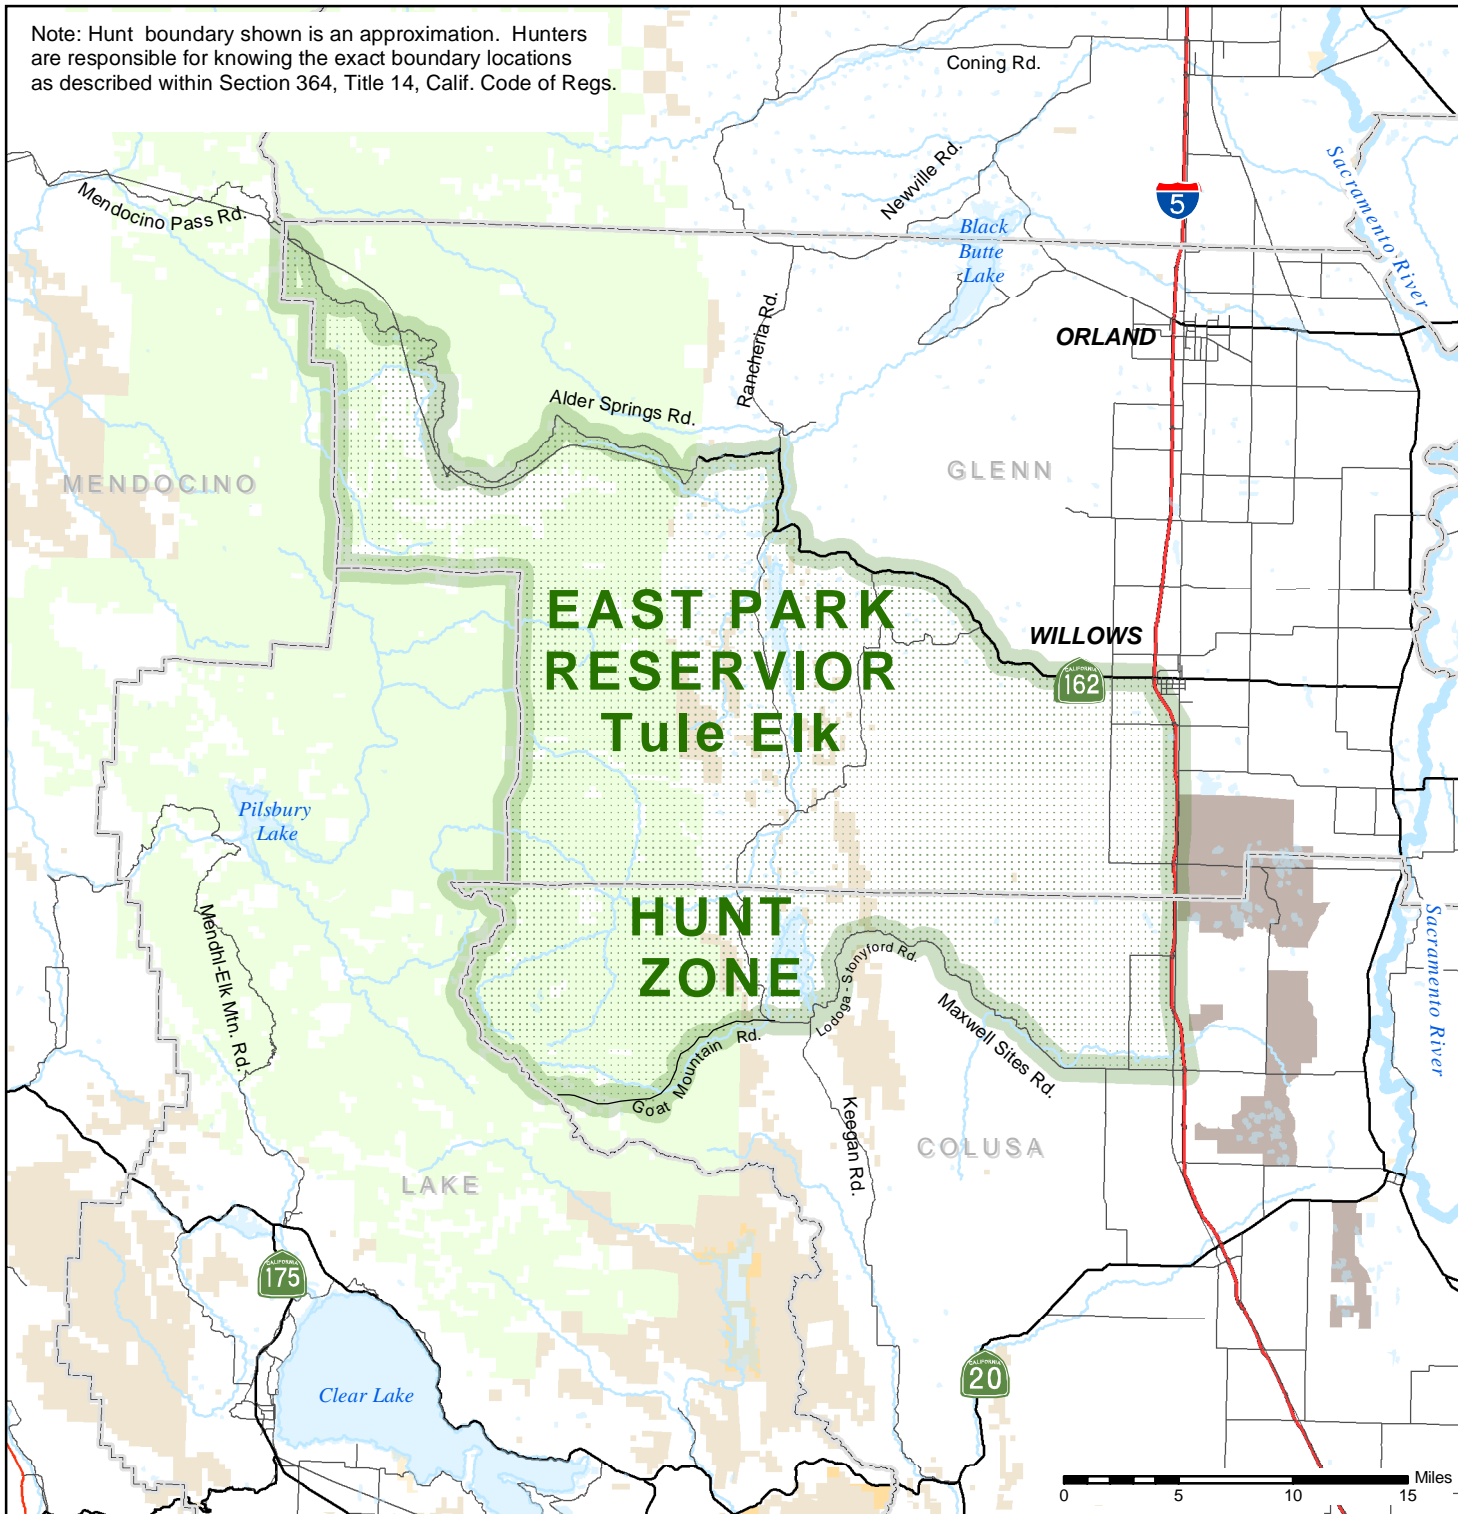 Note: Hunt boundary shown is an approximation. Hunters
are responsible for knowing the exact boundary locations
as described within Section 364, Title 14, Calif. Code of Regs.
Coning Rd.
Newville Rd.
Sacramento River
Mendocino Pass Rd.
5
Black
Butte
Lake
Rancheria Rd.
ORLAND
Alder Springs Rd.
MENDOCINO
GLENN
EAST PARK
RESERVIOR
Tule Elk
HUNT
ZONE
WILLOWS
CALIFORNIA
162
Pilsbury
Lake
Mendhl-Elk Mtn. Rd.
Lodoga - Stonyford Rd.
Sacramento River
Maxwell Sites Rd.
Goat Mountain Rd.
Keegan Rd.
COLUSA
LAKE
CALIFORNIA
175
CALIFORNIA
20
Clear Lake
Miles
0 5 10 15